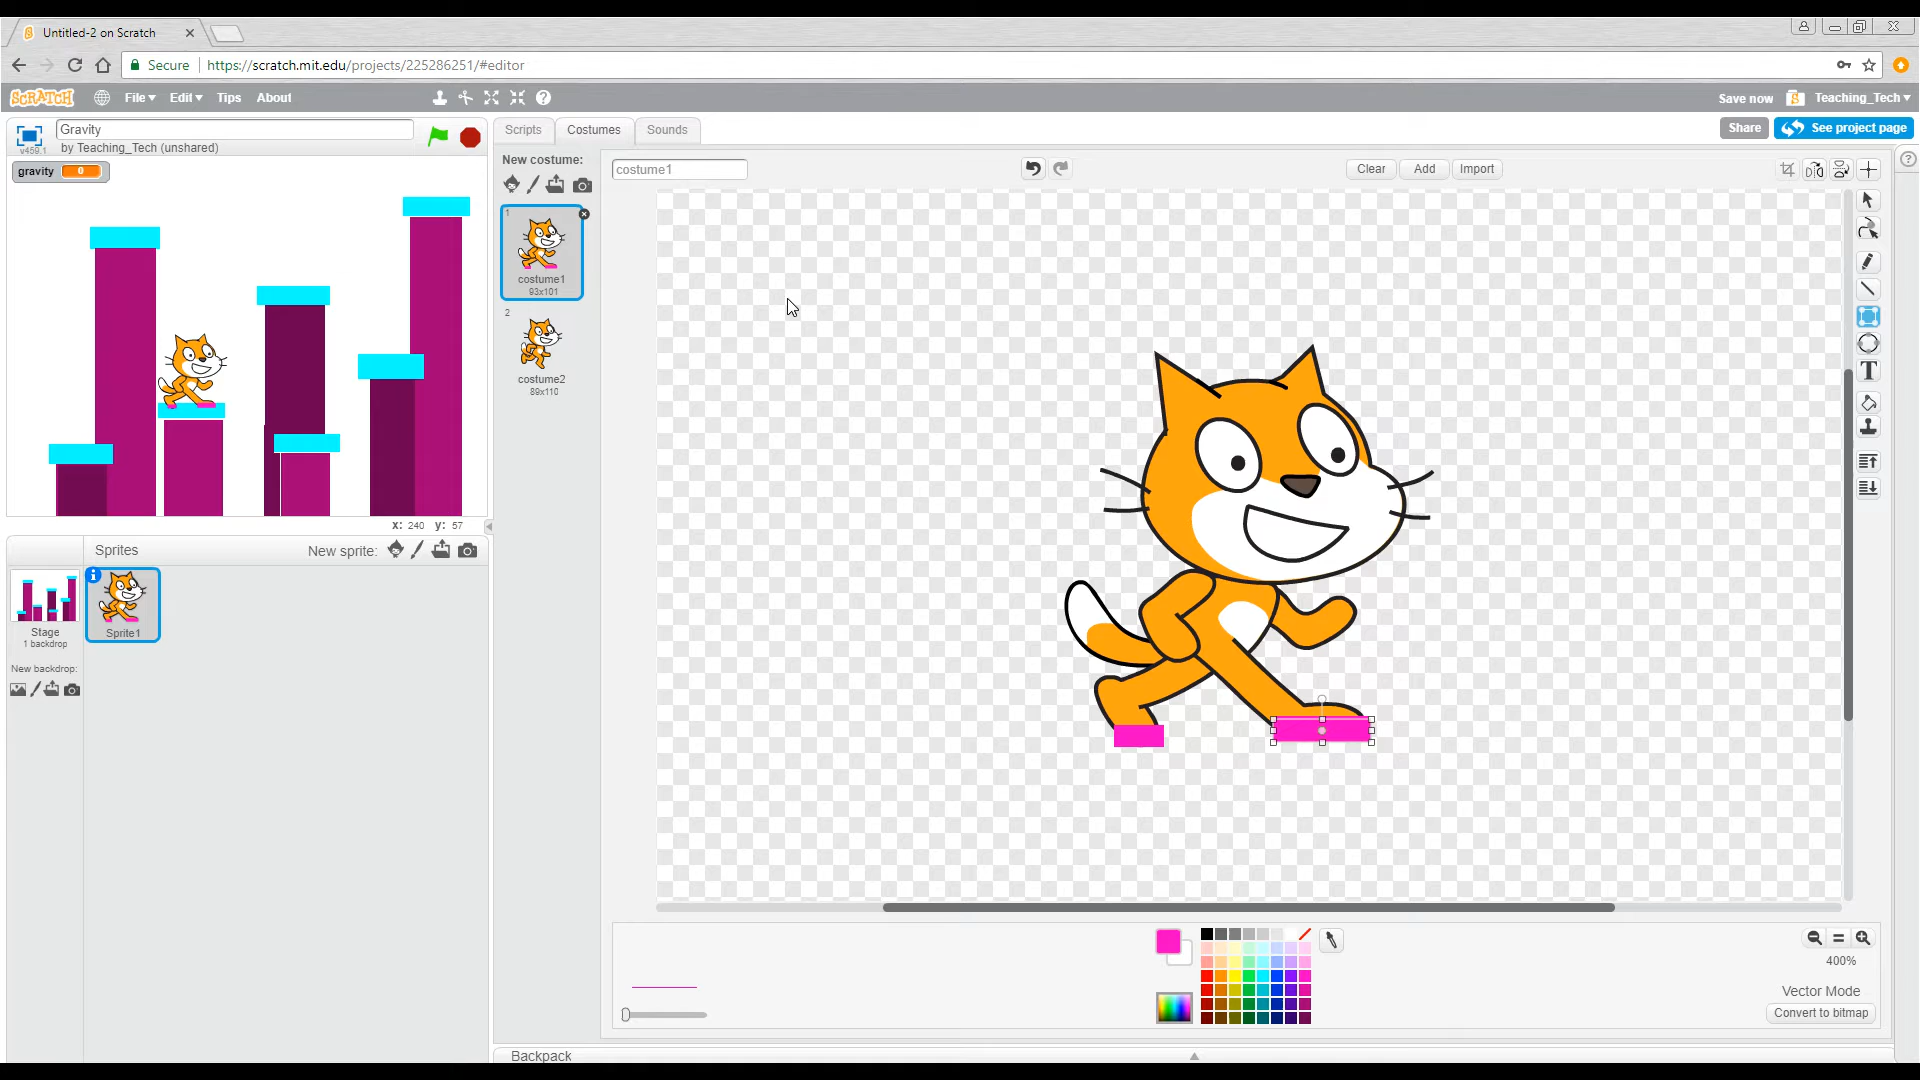 Untitled-2 on Scratch
Secure https://scratch.mit.edu/projects/225286251/#editor
SCRATCH File Edit Tips About Save now Teaching_Tech
v459.1 Gravity
by Teaching_Tech (unshared)
Scripts Costumes Sounds
Share See project page
gravity 0
New costume:
costume1
Clear Add Import
1
costume1
93x101
2
costume2
89x110
x: 240 y: 57
Sprites New sprite:
Stage
1 backdrop
Sprite1
New backdrop:
T
400%
Vector Mode
Convert to bitmap
Backpack